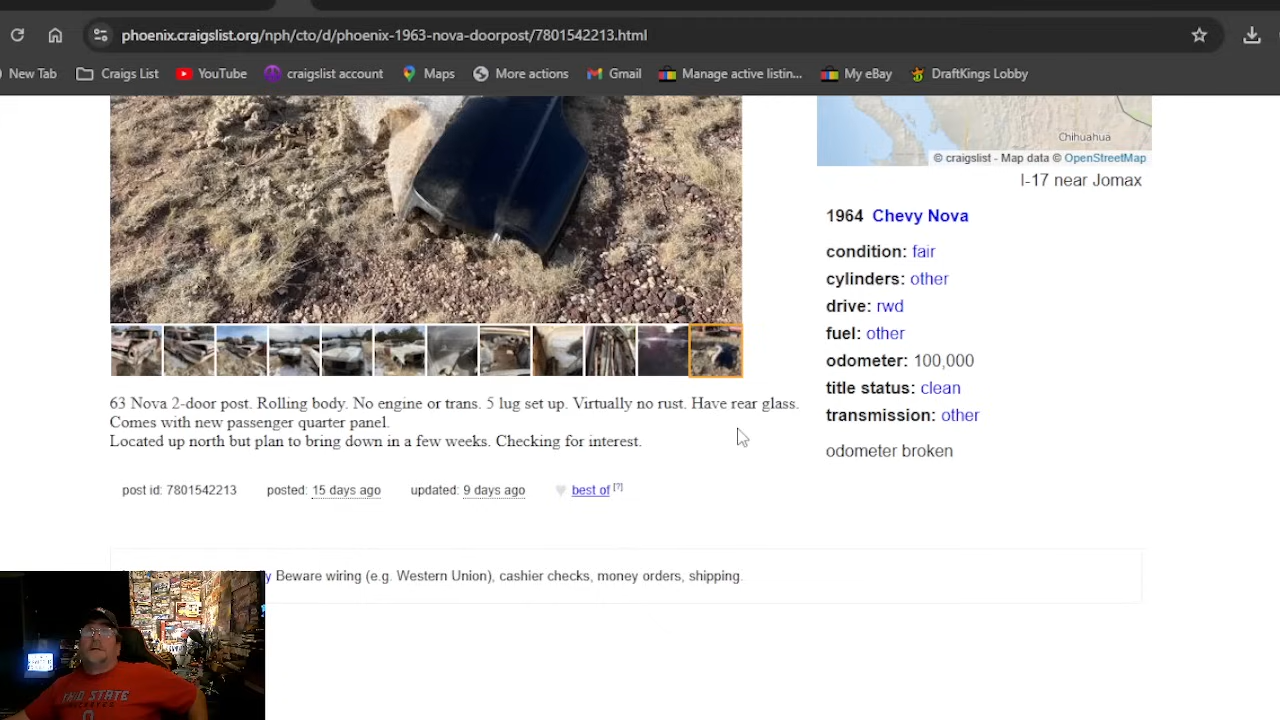 phoenix.craigslist.org/nph/cto/d/phoenix-1963-nova-doorpost/7801542213.html
New Tab Craigs List YouTube craigslist account Maps More actions Gmail Manage active listin... My eBay DraftKings Lobby
Chihuahua
© craigslist - Map data © OpenStreetMap
I-17 near Jomax
1964 Chevy Nova
condition: fair
cylinders: other
drive: rwd
fuel: other
odometer: 100,000
title status: clean
transmission: other
odometer broken
63 Nova 2-door post. Rolling body. No engine or trans. 5 lug set up. Virtually no rust. Have rear glass.
Comes with new passenger quarter panel.
Located up north but plan to bring down in a few weeks. Checking for interest.
post id: 7801542213 posted: 15 days ago updated: 9 days ago best of [?]
Beware wiring (e.g. Western Union), cashier checks, money orders, shipping.
STATE